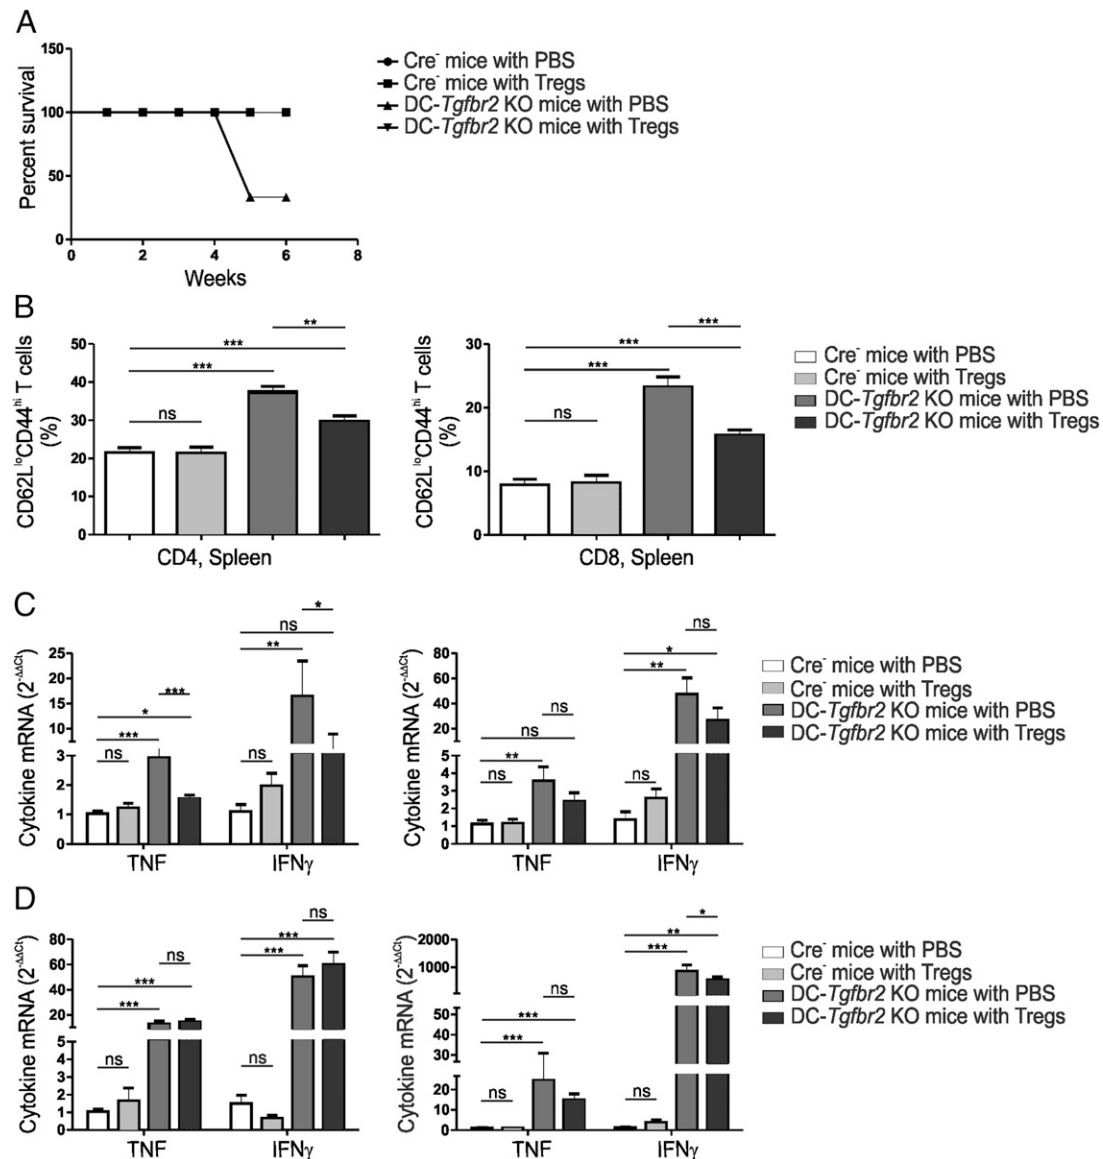 A
150
100
50
0
Percent survival
0 2 4 6 8
Weeks
Cre- mice with PBS
Cre- mice with Tregs
DC-Tgfbr2 KO mice with PBS
DC-Tgfbr2 KO mice with Tregs
B
CD62LloCD44hi T cells
(%)
50
40
30
20
10
0
**
***
***
ns
CD4, Spleen
CD62LloCD44hi T cells
(%)
30
20
10
0
***
***
***
ns
CD8, Spleen
Cre- mice with PBS
Cre- mice with Tregs
DC-Tgfbr2 KO mice with PBS
DC-Tgfbr2 KO mice with Tregs
C
Cytokine mRNA (2-ΔΔCt)
25
20
15
10
5
3
2
1
0
***
*
***
ns
*
ns
**
ns
TNF IFNγ
Cytokine mRNA (2-ΔΔCt)
80
60
40
20
5
4
3
2
1
0
ns
ns
**
ns
ns
*
**
ns
TNF IFNγ
Cre- mice with PBS
Cre- mice with Tregs
DC-Tgfbr2 KO mice with PBS
DC-Tgfbr2 KO mice with Tregs
D
Cytokine mRNA (2-ΔΔCt)
80
60
40
20
5
4
3
2
1
0
ns
***
***
ns
ns
***
***
ns
TNF IFNγ
Cytokine mRNA (2-ΔΔCt)
2000
1000
50
40
30
20
10
0
ns
***
***
ns
*
**
***
ns
TNF IFNγ
Cre- mice with PBS
Cre- mice with Tregs
DC-Tgfbr2 KO mice with PBS
DC-Tgfbr2 KO mice with Tregs